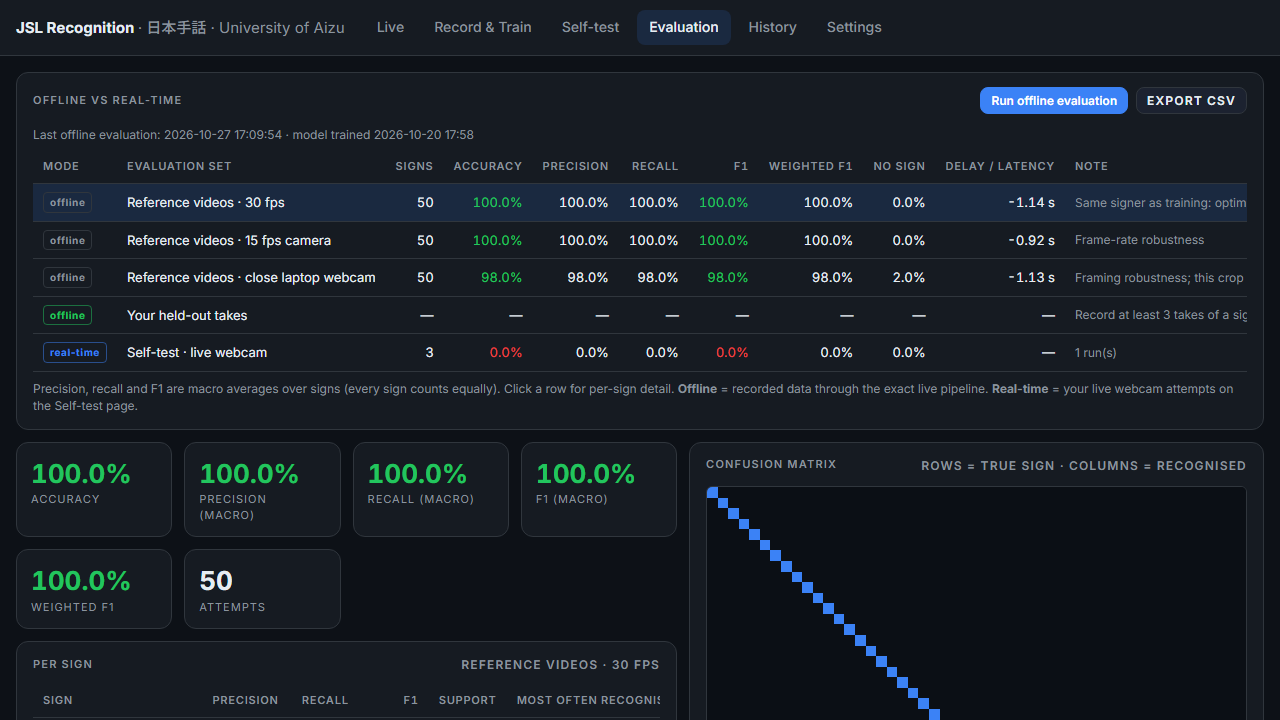 JSL Recognition · 日本手話 · University of Aizu Live Record & Train Self-test Evaluation History Settings
OFFLINE VS REAL-TIME Run offline evaluation EXPORT CSV
Last offline evaluation: 2026-10-27 17:09:54 · model trained 2026-10-20 17:58
MODE EVALUATION SET SIGNS ACCURACY PRECISION RECALL F1 WEIGHTED F1 NO SIGN DELAY / LATENCY NOTE
offline Reference videos · 30 fps 50 100.0% 100.0% 100.0% 100.0% 100.0% 0.0% -1.14 s Same signer as training: optim
offline Reference videos · 15 fps camera 50 100.0% 100.0% 100.0% 100.0% 100.0% 0.0% -0.92 s Frame-rate robustness
offline Reference videos · close laptop webcam 50 98.0% 98.0% 98.0% 98.0% 98.0% 2.0% -1.13 s Framing robustness; this crop
offline Your held-out takes — — — — — — — — Record at least 3 takes of a sig
real-time Self-test · live webcam 3 0.0% 0.0% 0.0% 0.0% 0.0% 0.0% — 1 run(s)
Precision, recall and F1 are macro averages over signs (every sign counts equally). Click a row for per-sign detail. Offline = recorded data through the exact live pipeline. Real-time = your live webcam attempts on
the Self-test page.
100.0% 100.0% 100.0% 100.0%
ACCURACY PRECISION RECALL (MACRO) F1 (MACRO)
(MACRO)
100.0% 50
WEIGHTED F1 ATTEMPTS
CONFUSION MATRIX ROWS = TRUE SIGN · COLUMNS = RECOGNISED
PER SIGN REFERENCE VIDEOS · 30 FPS
SIGN PRECISION RECALL F1 SUPPORT MOST OFTEN RECOGNIS